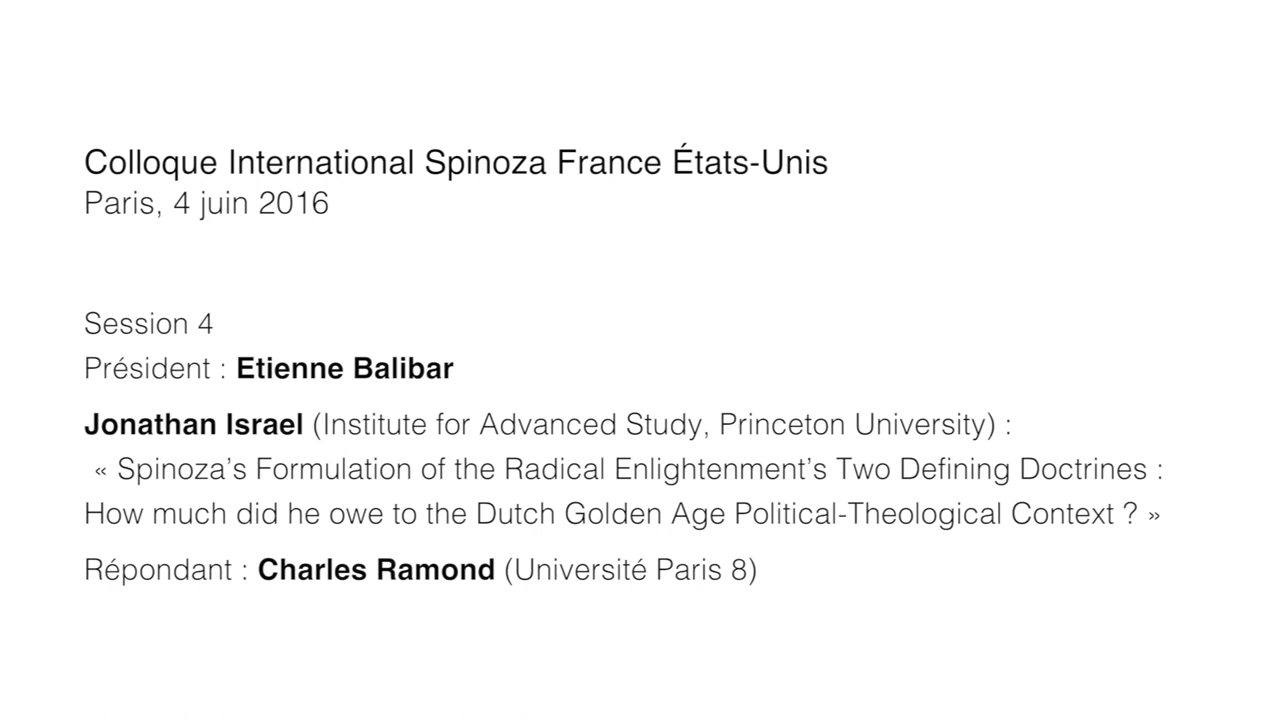 Colloque International Spinoza France États-Unis
Paris, 4 juin 2016
Session 4
Président : Etienne Balibar
Jonathan Israel (Institute for Advanced Study, Princeton University) :
« Spinoza’s Formulation of the Radical Enlightenment’s Two Defining Doctrines :
How much did he owe to the Dutch Golden Age Political-Theological Context ? »
Répondant : Charles Ramond (Université Paris 8)